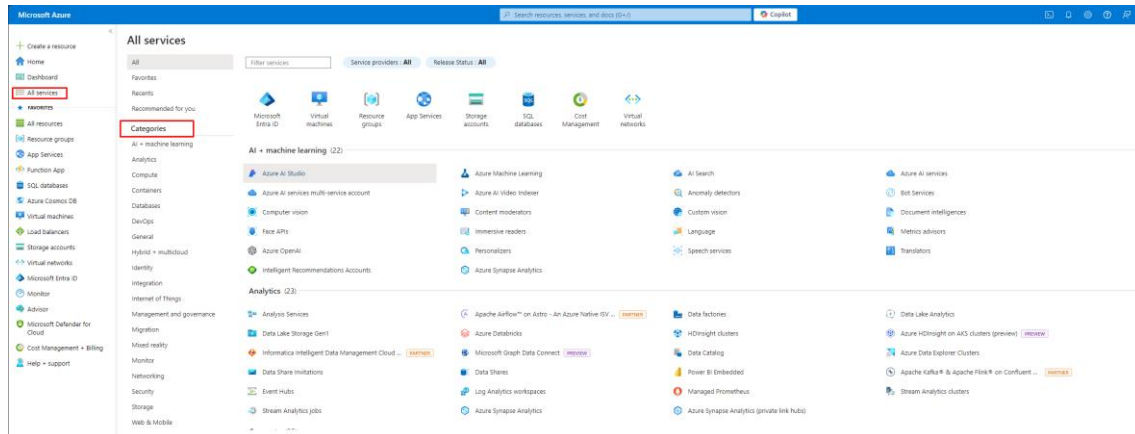 Microsoft Azure
Search resources, services, and docs (G+/)
Copilot
Create a resource
Home
Dashboard
All services
FAVORITES
All resources
Resource groups
App Services
Function App
SQL databases
Azure Cosmos DB
Virtual machines
Load balancers
Storage accounts
Virtual networks
Microsoft Entra ID
Monitor
Advisor
Microsoft Defender for
Cloud
Cost Management + Billing
Help + support
All services
All
Favorites
Recents
Recommended for you
Categories
AI + machine learning
Analytics
Compute
Containers
Databases
DevOps
General
Hybrid + multicloud
Identity
Integration
Internet of Things
Management and governance
Migration
Mixed reality
Monitor
Networking
Security
Storage
Web & Mobile
Filter services
Service providers : All
Release Status : All
Microsoft Entra ID
Virtual machines
Resource groups
App Services
Storage accounts
SQL databases
Cost Management
Virtual networks
AI + machine learning (22)
Azure AI Studio
Azure Machine Learning
AI Search
Azure AI services
Azure AI services multi-service account
Azure AI Video Indexer
Anomaly detectors
Bot Services
Computer vision
Content moderators
Custom vision
Document intelligences
Face APIs
Immersive readers
Language
Metrics advisors
Azure OpenAI
Personalizers
Speech services
Translators
Intelligent Recommendations Accounts
Azure Synapse Analytics
Analytics (23)
Analysis Services
Apache Airflow™ on Astro - An Azure Native ISV ... PARTNER
Data factories
Data Lake Analytics
Data Lake Storage Gen1
Azure Databricks
HDInsight clusters
Azure HDInsight on AKS clusters (preview) PREVIEW
Informatica Intelligent Data Management Cloud ... PARTNER
Microsoft Graph Data Connect PREVIEW
Data Catalog
Azure Data Explorer Clusters
Data Share Invitations
Data Shares
Power BI Embedded
Apache Kafka® & Apache Flink® on Confluent ... PARTNER
Event Hubs
Log Analytics workspaces
Managed Prometheus
Stream Analytics clusters
Stream Analytics jobs
Azure Synapse Analytics
Azure Synapse Analytics (private link hubs)